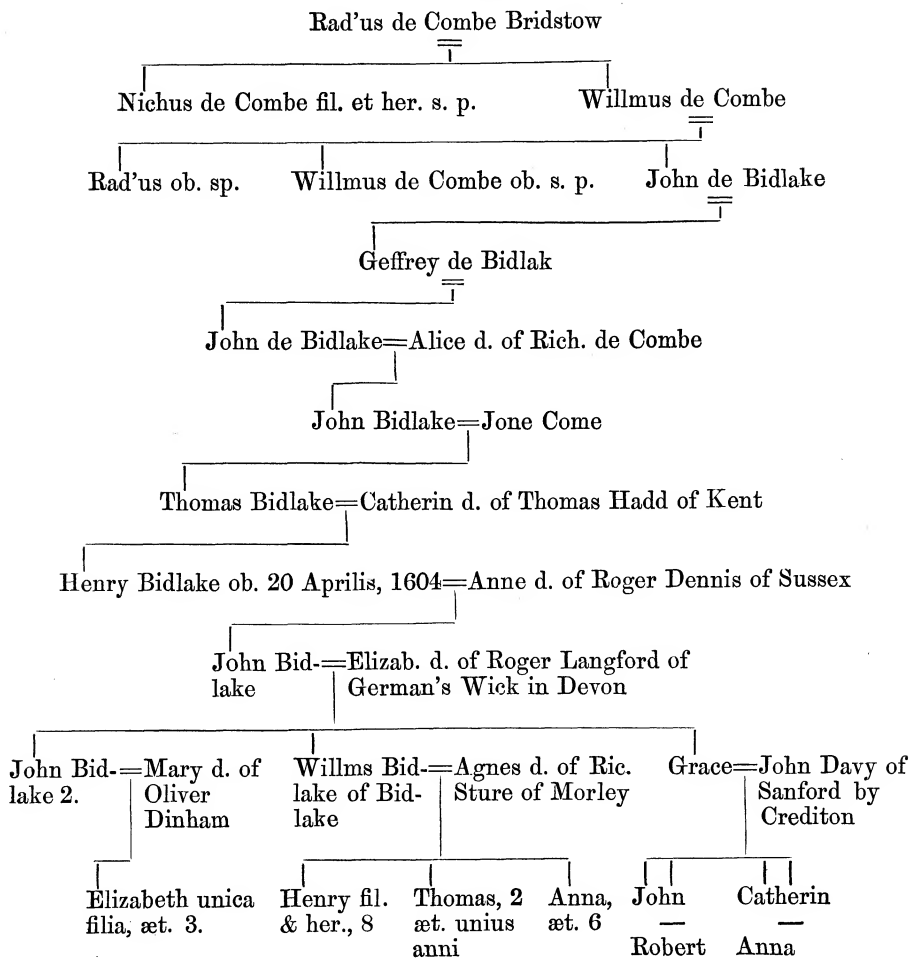 Rad'us de Combe Bridstow
Nichus de Combe fil. et her. s. p. Willmus de Combe
Rad'us ob. sp. Willmus de Combe ob. s. p. John de Bidlake
Geffrey de Bidlak
John de Bidlake=Alice d. of Rich. de Combe
John Bidlake=Jone Come
Thomas Bidlake=Catherin d. of Thomas Hadd of Kent
Henry Bidlake ob. 20 Aprilis, 1604=Anne d. of Roger Dennis of Sussex
John Bid-=Elizab. d. of Roger Langford of
lake German's Wick in Devon
John Bid-=Mary d. of Willms Bid-=Agnes d. of Ric. Grace=John Davy of
lake 2. Oliver lake of Bid- Sture of Morley Sanford by
Dinham lake Crediton
Elizabeth unica Henry fil. Thomas, 2 Anna, John Catherin
filia, æt. 3. & her., 8 æt. unius æt. 6
anni Robert Anna